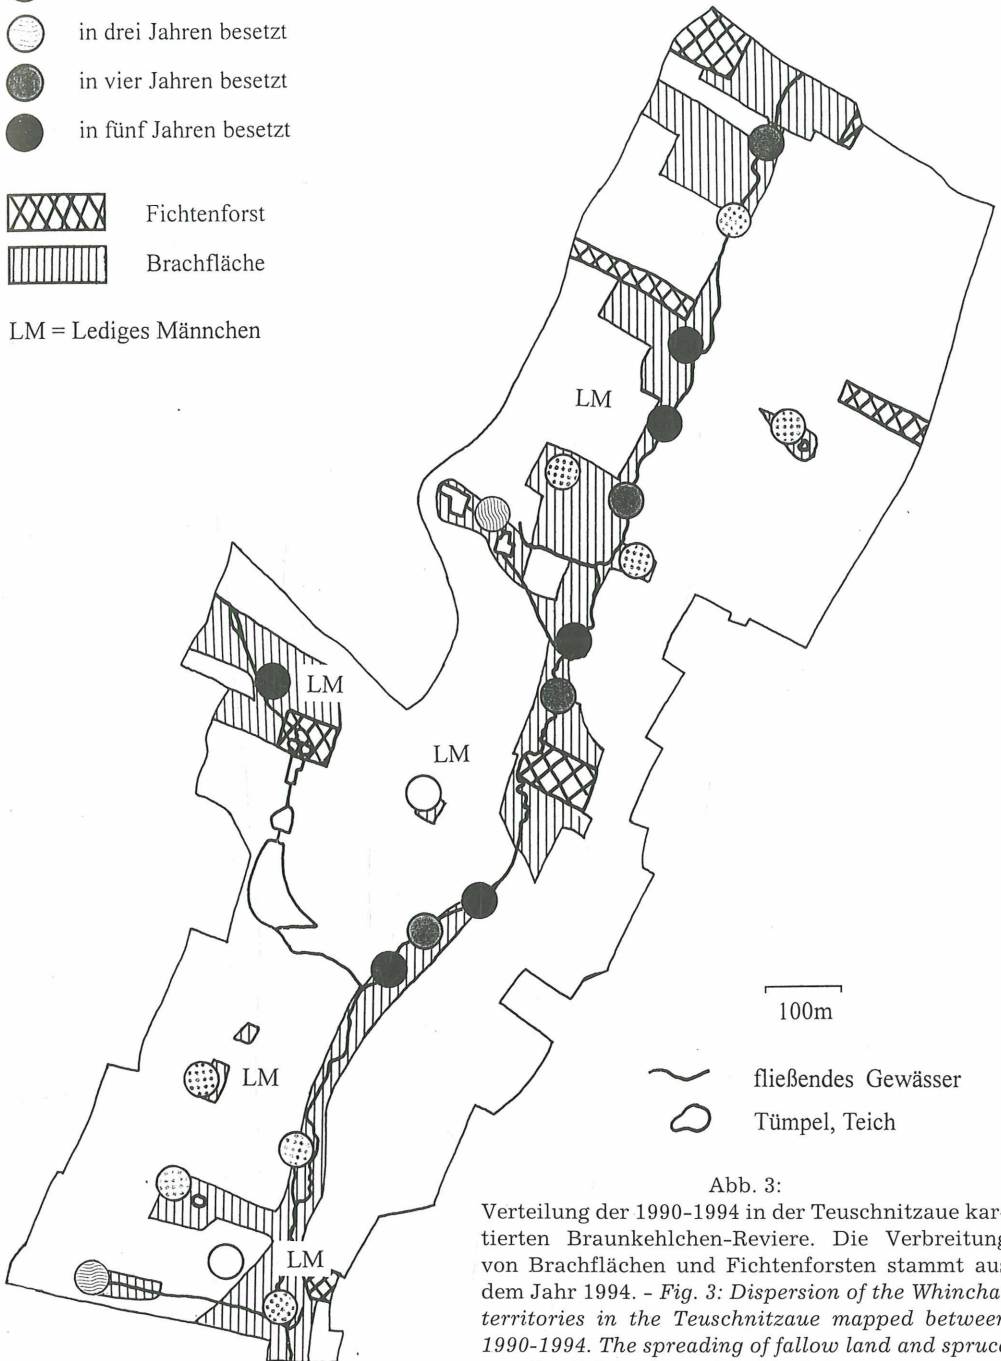 in drei Jahren besetzt
in vier Jahren besetzt
in fünf Jahren besetzt
Fichtenforst
Brachfläche
LM = Lediges Männchen
LM
LM
LM
LM
LM
100m
fließendes Gewässer
Tümpel, Teich
Abb. 3:
Verteilung der 1990-1994 in der Teuschnitzaue kar-
tierten Braunkehlchen-Reviere. Die Verbreitung
von Brachflächen und Fichtenforsten stammt aus
dem Jahr 1994. - Fig. 3: Dispersion of the Whinchat
territories in the Teuschnitzaue mapped between
1990-1994. The spreading of fallow land and spruce